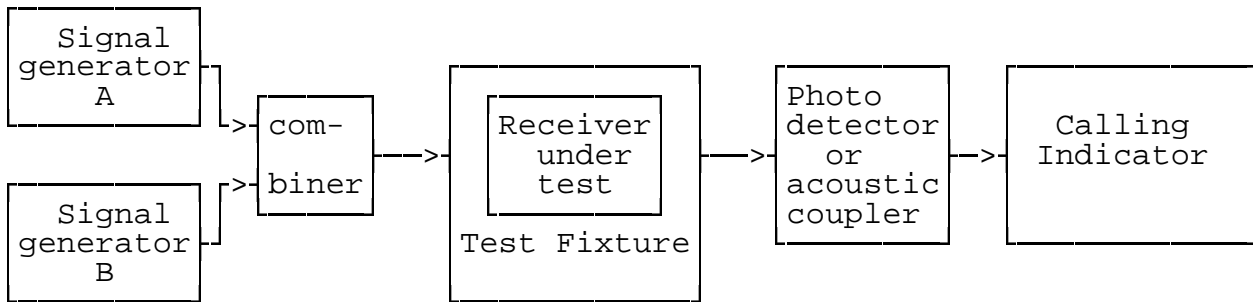 Signal
generator
A
com-
biner
Signal
generator
B
Receiver
under
test
Test Fixture
Photo
detector
or
acoustic
coupler
Calling
Indicator